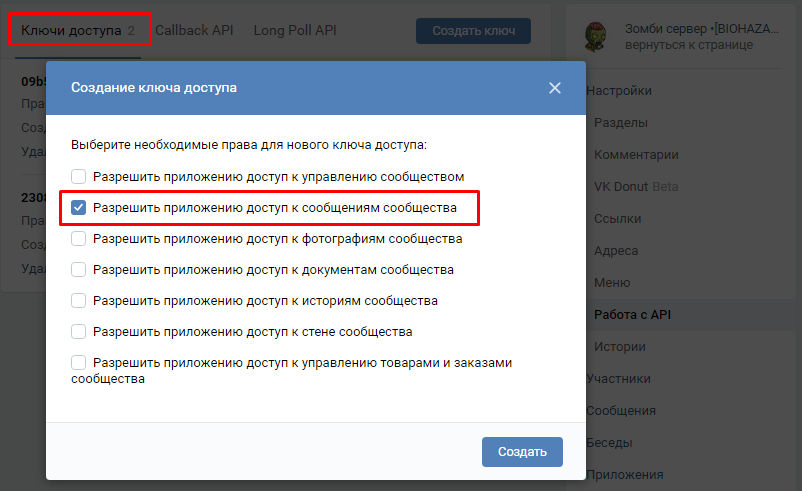 Ключи доступа 2
Callback API
Long Poll API
Создать ключ
Зомби сервер •[BIOHAZA...
вернуться к странице
09b5
Пра
Созд
Удал
2308
Пра
Созд
Удал
Создание ключа доступа
Выберите необходимые права для нового ключа доступа:
Разрешить приложению доступ к управлению сообществом
Разрешить приложению доступ к сообщениям сообщества
Разрешить приложению доступ к фотографиям сообщества
Разрешить приложению доступ к документам сообщества
Разрешить приложению доступ к историям сообщества
Разрешить приложению доступ к стене сообщества
Разрешить приложению доступ к управлению товарами и заказами
сообщества
Создать
Настройки
Разделы
Комментарии
VK Donut Beta
Ссылки
Адреса
Меню
Работа с API
Истории
Участники
Сообщения
Беседы
Приложения